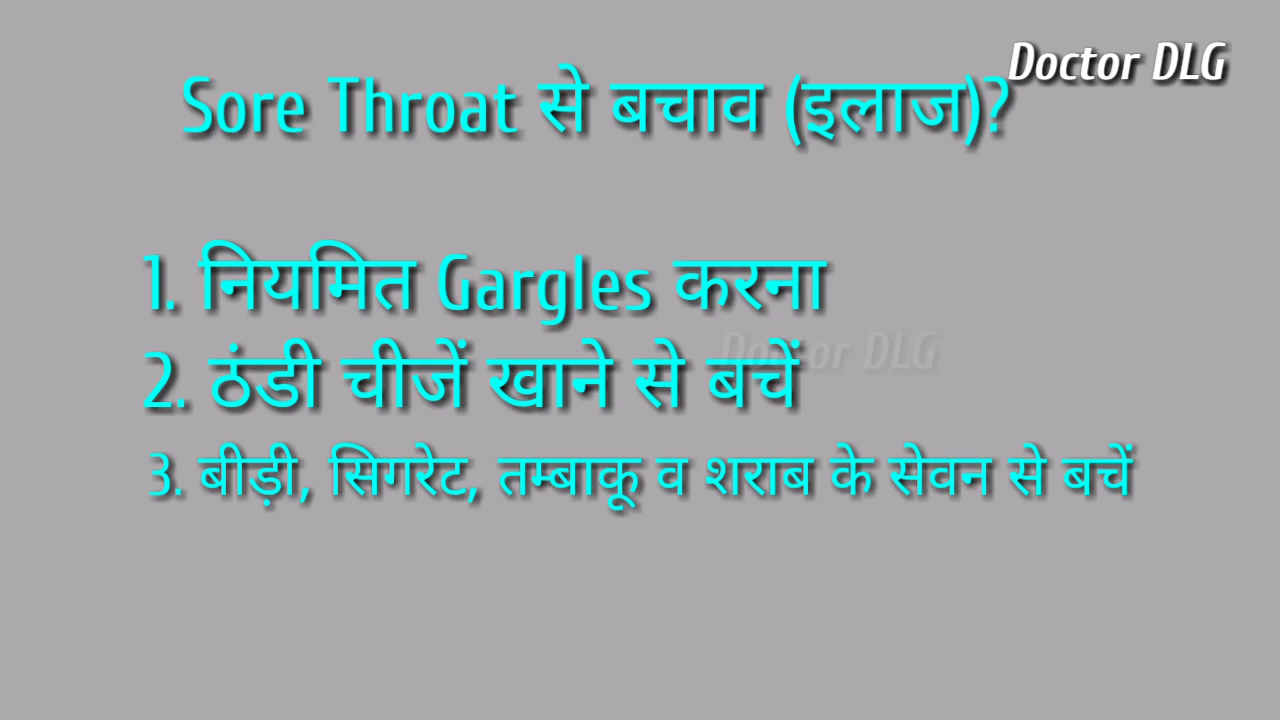 Doctor DLG
Sore Throat से बचाव (इलाज)?
1. नियमित Gargles करना
Doctor DLG
2. ठंडी चीजें खाने से बचें
3. बीड़ी, सिगरेट, तम्बाकू व शराब के सेवन से बचें